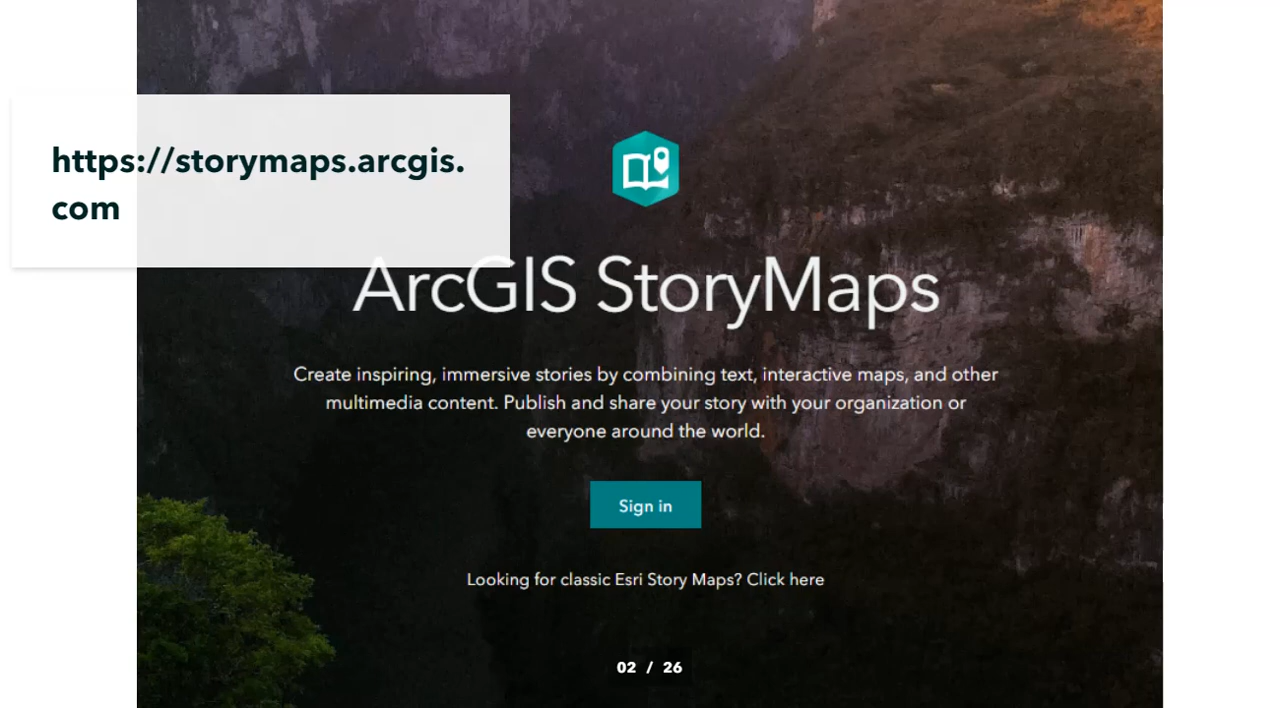 https://storymaps.arcgis.
com
ArcGIS StoryMaps
Create inspiring, immersive stories by combining text, interactive maps, and other
multimedia content. Publish and share your story with your organization or
everyone around the world.
Sign in
Looking for classic Esri Story Maps? Click here
02 / 26